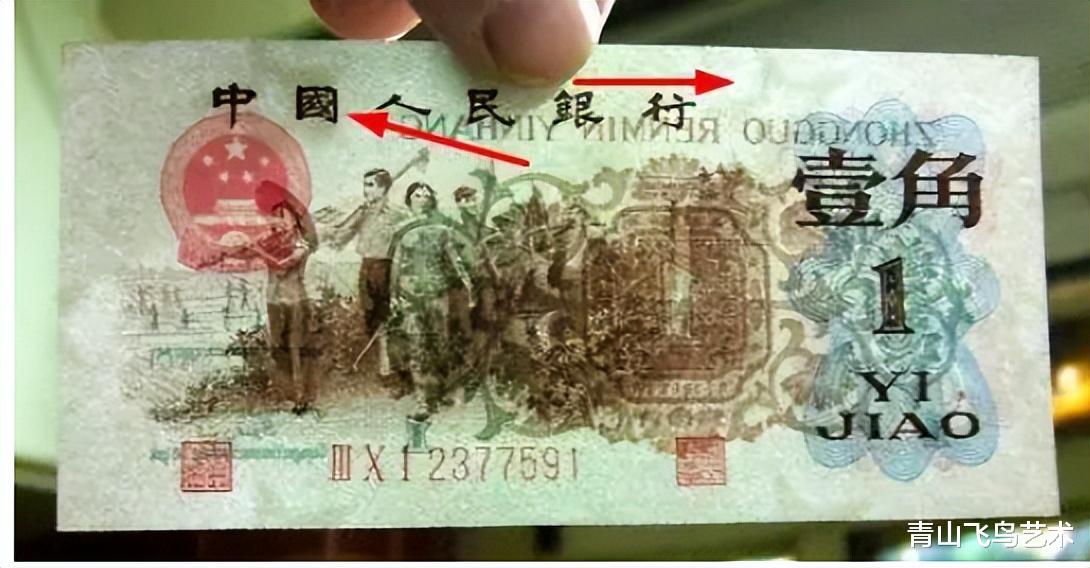 中國人民銀行
ZHONGGUO RENMIN YINHANG
壹角
1
YI
JIAO
ⅢⅩⅠ2377591
青山飞鸟艺术